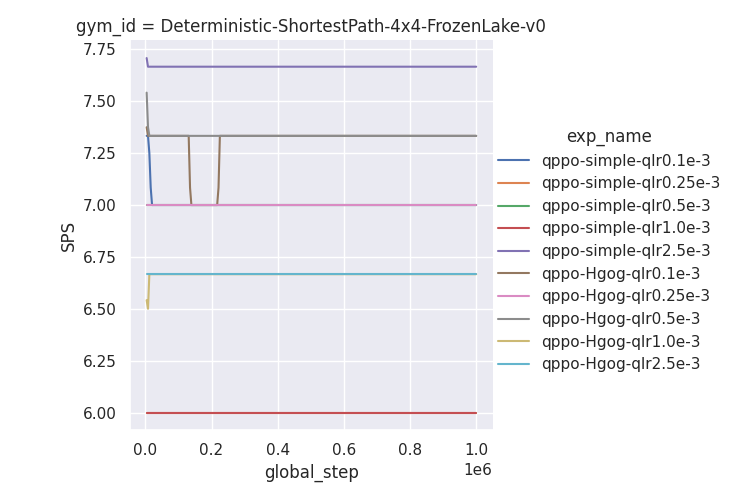 gym_id = Deterministic-ShortestPath-4x4-FrozenLake-v0
7.75
7.50
7.25
7.00
6.75
6.50
6.25
6.00
SPS
0.0 0.2 0.4 0.6 0.8 1.0
1e6
global_step
exp_name
qppo-simple-qlr0.1e-3
qppo-simple-qlr0.25e-3
qppo-simple-qlr0.5e-3
qppo-simple-qlr1.0e-3
qppo-simple-qlr2.5e-3
qppo-Hgog-qlr0.1e-3
qppo-Hgog-qlr0.25e-3
qppo-Hgog-qlr0.5e-3
qppo-Hgog-qlr1.0e-3
qppo-Hgog-qlr2.5e-3